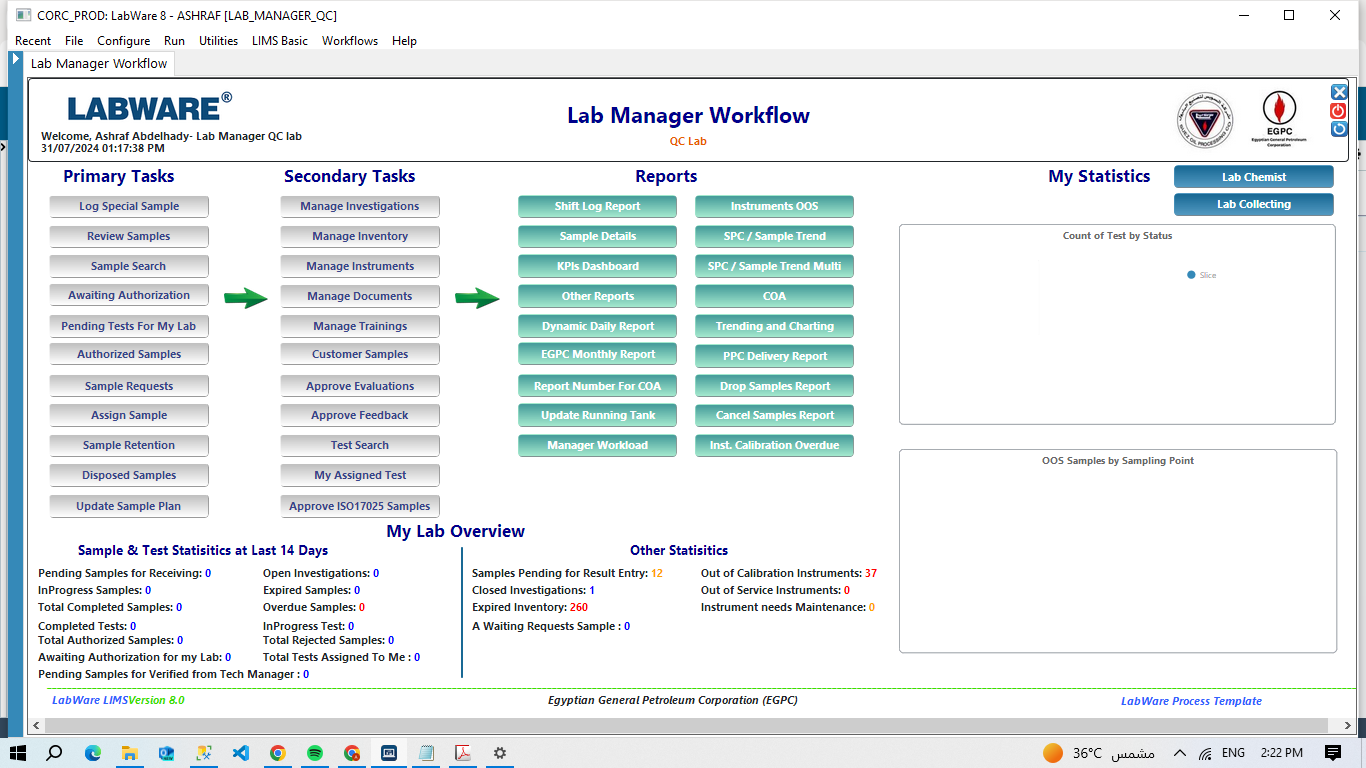 CORC_PROD: LabWare 8 - ASHRAF [LAB_MANAGER_QC]
Recent File Configure Run Utilities LIMS Basic Workflows Help
Lab Manager Workflow
LABWARE®
Welcome, Ashraf Abdelhady- Lab Manager QC lab
31/07/2024 01:17:38 PM
Lab Manager Workflow
QC Lab
EGPC
Egyptian General Petroleum
Corporation
Primary Tasks
Log Special Sample
Review Samples
Sample Search
Awaiting Authorization
Pending Tests For My Lab
Authorized Samples
Sample Requests
Assign Sample
Sample Retention
Disposed Samples
Update Sample Plan
Secondary Tasks
Manage Investigations
Manage Inventory
Manage Instruments
Manage Documents
Manage Trainings
Customer Samples
Approve Evaluations
Approve Feedback
Test Search
My Assigned Test
Approve ISO17025 Samples
Reports
Shift Log Report
Sample Details
KPIs Dashboard
Other Reports
Dynamic Daily Report
EGPC Monthly Report
Report Number For COA
Update Running Tank
Manager Workload
Instruments OOS
SPC / Sample Trend
SPC / Sample Trend Multi
COA
Trending and Charting
PPC Delivery Report
Drop Samples Report
Cancel Samples Report
Inst. Calibration Overdue
My Statistics
Lab Chemist
Lab Collecting
Count of Test by Status
Slice
OOS Samples by Sampling Point
My Lab Overview
Sample & Test Statisitics at Last 14 Days
Pending Samples for Receiving: 0
InProgress Samples: 0
Total Completed Samples: 0
Completed Tests: 0
Total Authorized Samples: 0
Awaiting Authorization for my Lab: 0
Pending Samples for Verified from Tech Manager : 0
Open Investigations: 0
Expired Samples: 0
Overdue Samples: 0
InProgress Test: 0
Total Rejected Samples: 0
Total Tests Assigned To Me : 0
Other Statisitics
Samples Pending for Result Entry: 12
Closed Investigations: 1
Expired Inventory: 260
A Waiting Requests Sample : 0
Out of Calibration Instruments: 37
Out of Service Instruments: 0
Instrument needs Maintenance: 0
LabWare LIMSVersion 8.0
Egyptian General Petroleum Corporation (EGPC)
LabWare Process Template
36°C مشمس
ENG
2:22 PM